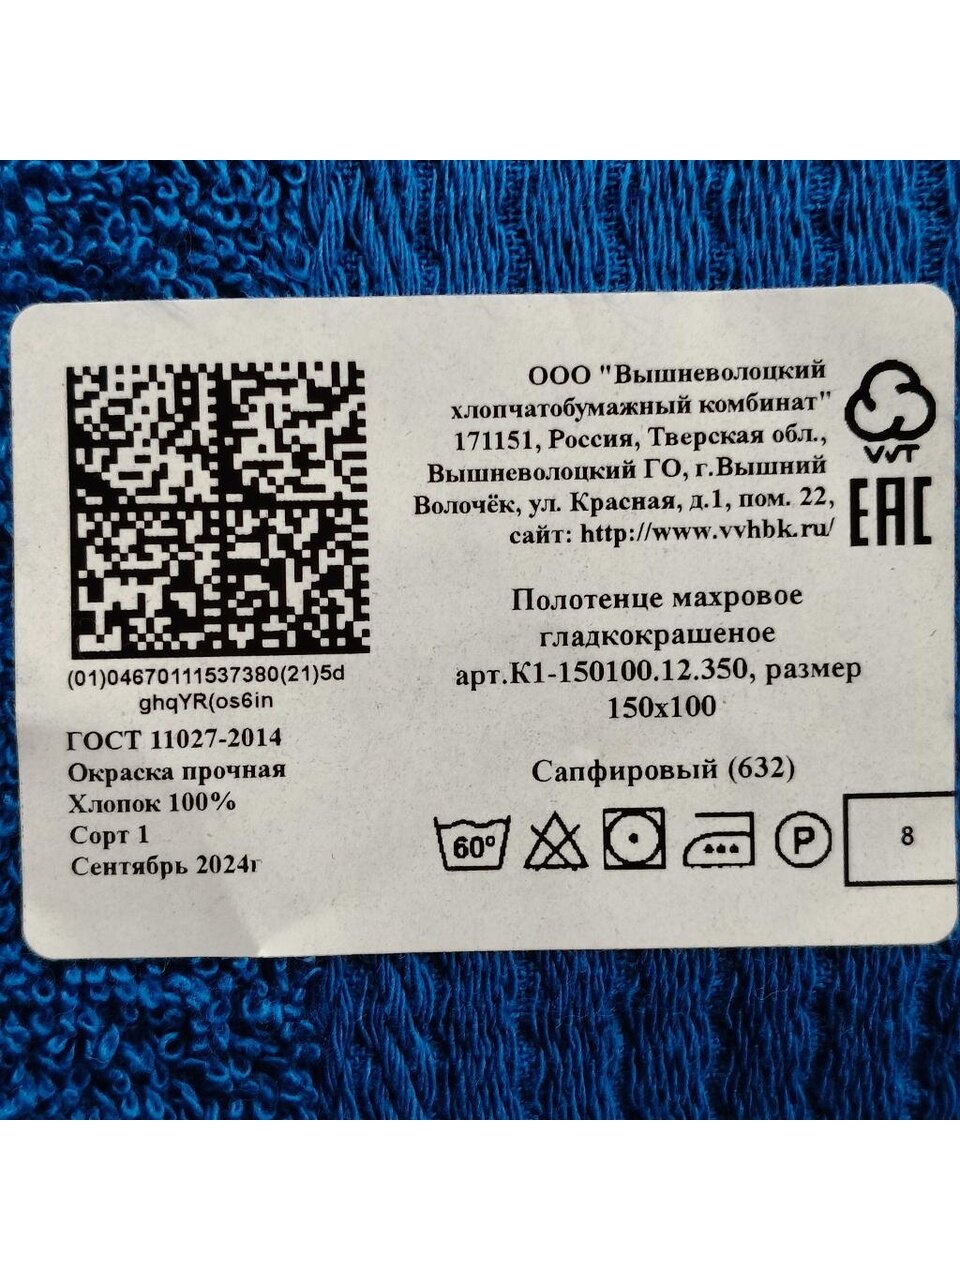 ООО "Вышневолоцкий
хлопчатобумажный комбинат"
171151, Россия, Тверская обл.,
Вышневолоцкий ГО, г.Вышний
Волочёк, ул. Красная, д.1, пом. 22,
сайт: http://www.vvhbk.ru/
VVT
EAC
Полотенце махровое
гладкокрашеное
арт.К1-150100.12.350, размер
150х100
Сапфировый (632)
(01)04670111537380(21)5d
ghqYR(os6in
ГОСТ 11027-2014
Окраска прочная
Хлопок 100%
Сорт 1
Сентябрь 2024г
60°
P
8